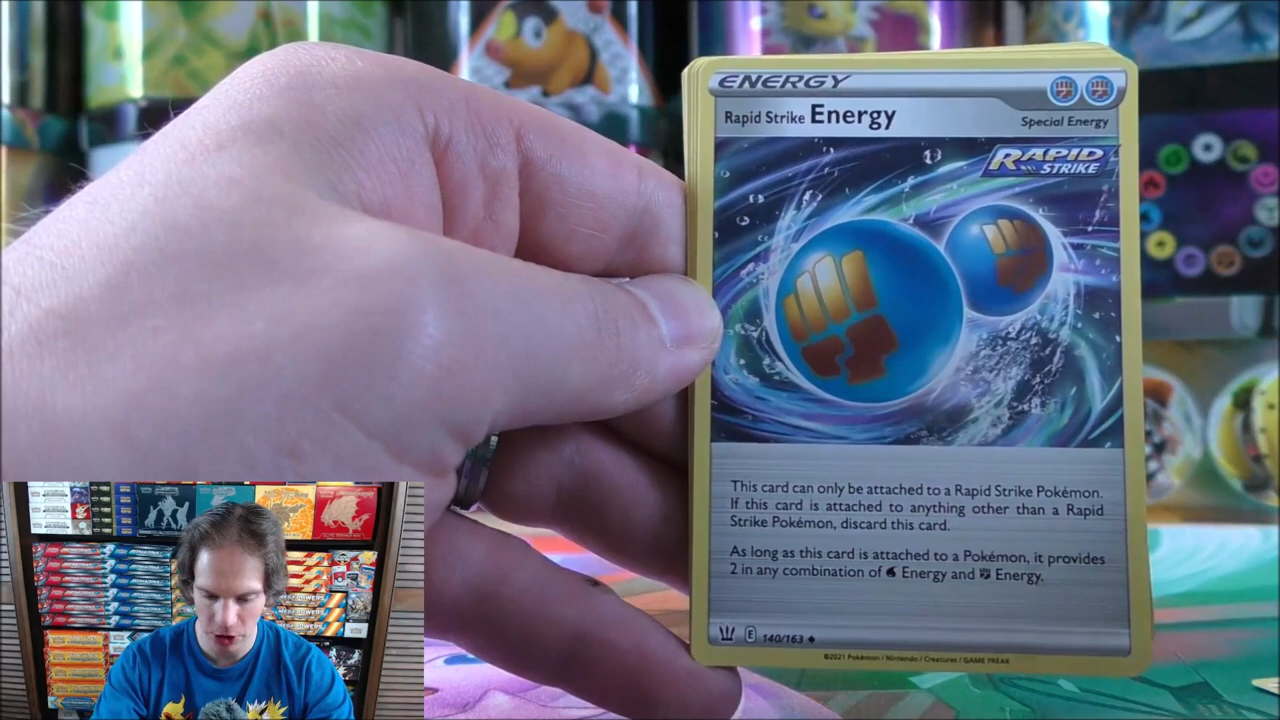 ENERGY
Rapid Strike Energy
Special Energy
RAPID
STRIKE
This card can only be attached to a Rapid Strike Pokémon.
If this card is attached to anything other than a Rapid
Strike Pokémon, discard this card.
As long as this card is attached to a Pokémon, it provides
2 in any combination of Energy and Energy.
E 140/163
©2021 Pokémon / Nintendo / Creatures / GAME FREAK